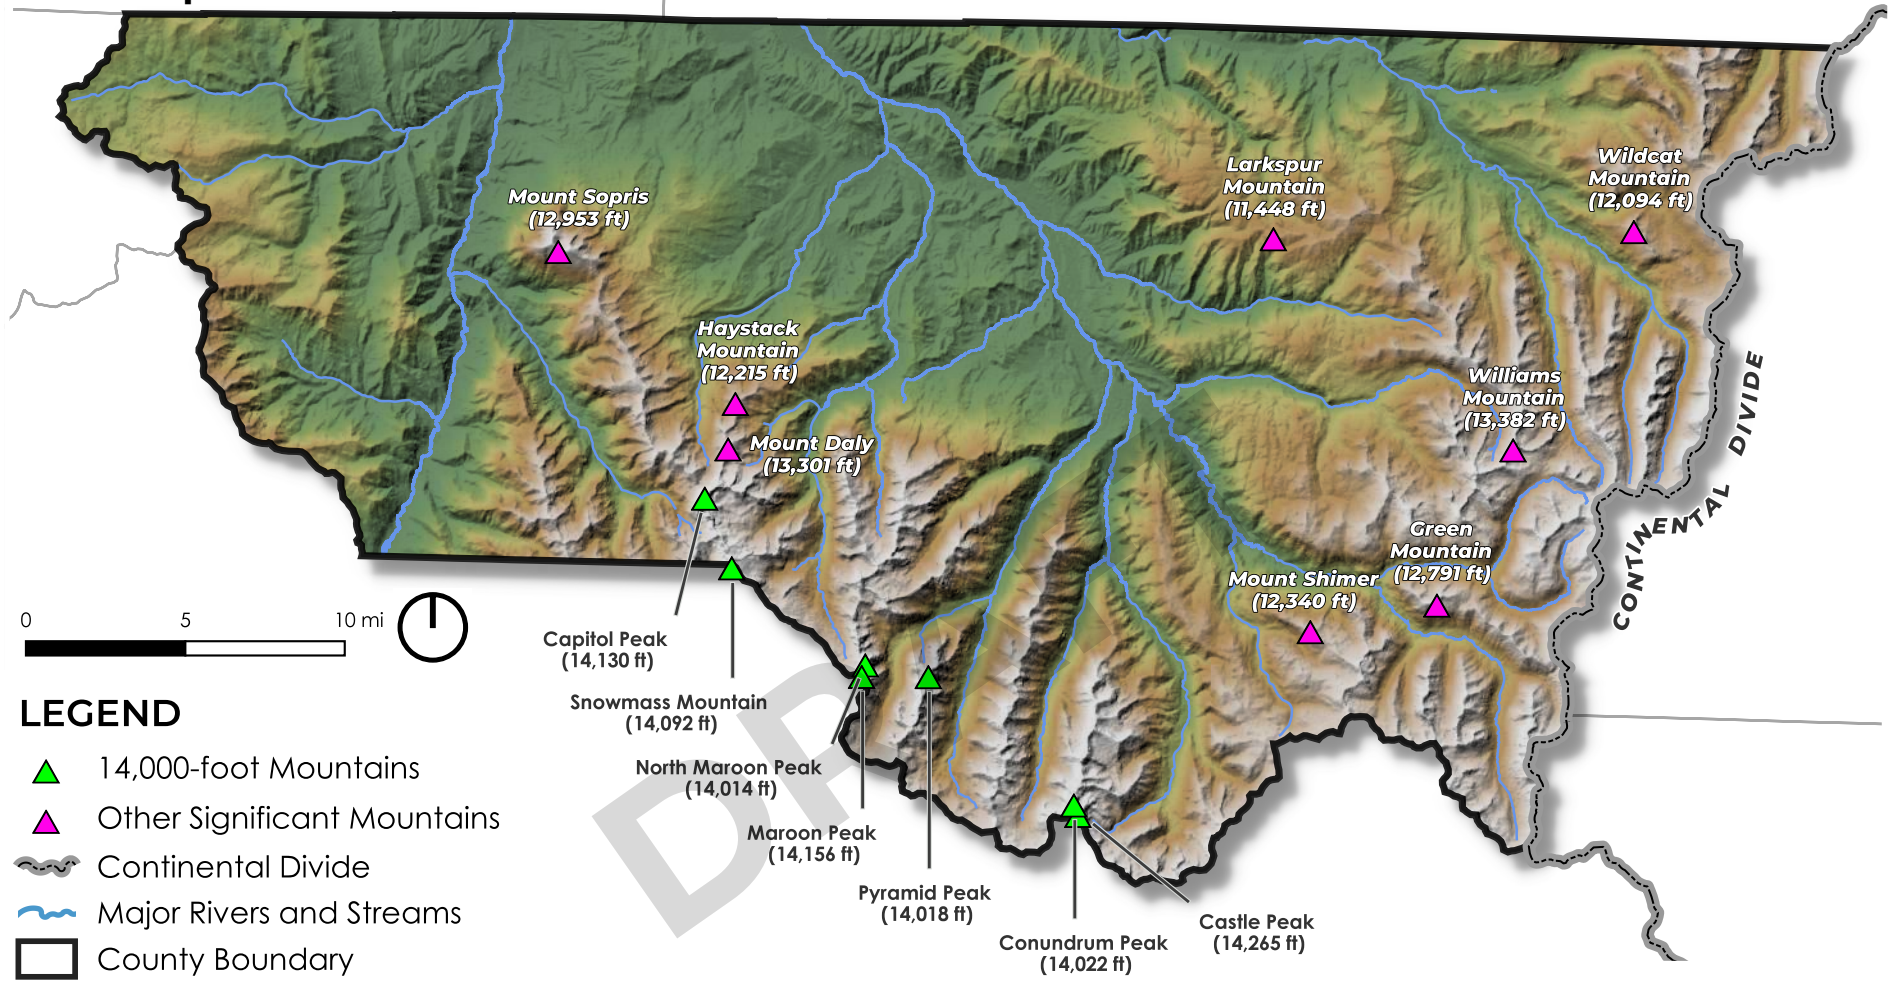 Mount Sopris
(12,953 ft)
Larkspur
Mountain
(11,448 ft)
Wildcat
Mountain
(12,094 ft)
Haystack
Mountain
(12,215 ft)
Mount Daly
(13,301 ft)
Williams
Mountain
(13,382 ft)
Green
Mountain
(12,791 ft)
Mount Shimer
(12,340 ft)
CONTINENTAL DIVIDE
0 5 10 mi
Capitol Peak
(14,130 ft)
Snowmass Mountain
(14,092 ft)
North Maroon Peak
(14,014 ft)
Maroon Peak
(14,156 ft)
Pyramid Peak
(14,018 ft)
Conundrum Peak
(14,022 ft)
Castle Peak
(14,265 ft)
LEGEND
14,000-foot Mountains
Other Significant Mountains
Continental Divide
Major Rivers and Streams
County Boundary